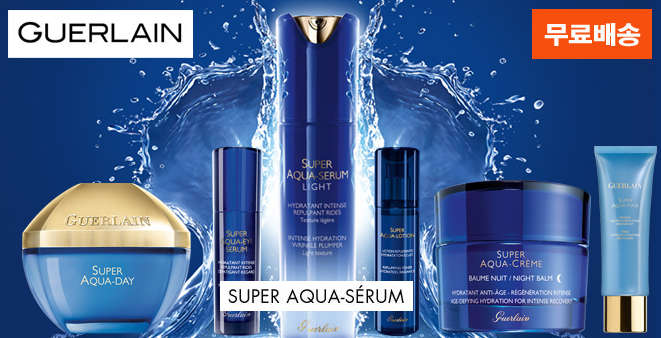 GUERLAIN
무료배송
GUERLAIN
SUPER
AQUA-DAY
SUPER
AQUA-EYE
SERUM
SUPER
AQUA-SERUM
LIGHT
HYDRATANT INTENSE
REPULPANT RIDES
Texture légère
INTENSE HYDRATION
WRINKLE PLUMPER
Light texture
Guerlain
SUPER
AQUA-LOTION
Guerlain
SUPER
AQUA-CREME
BAUME NUIT / NIGHT BALM
HYDRATANT ANTI-ÂGE - RÉGÉNÉRATION INTENSE
AGE-DEFYING HYDRATION FOR INTENSE RECOVERY
Guerlain
GUERLAIN
SUPER
SUPER AQUA-SÉRUM